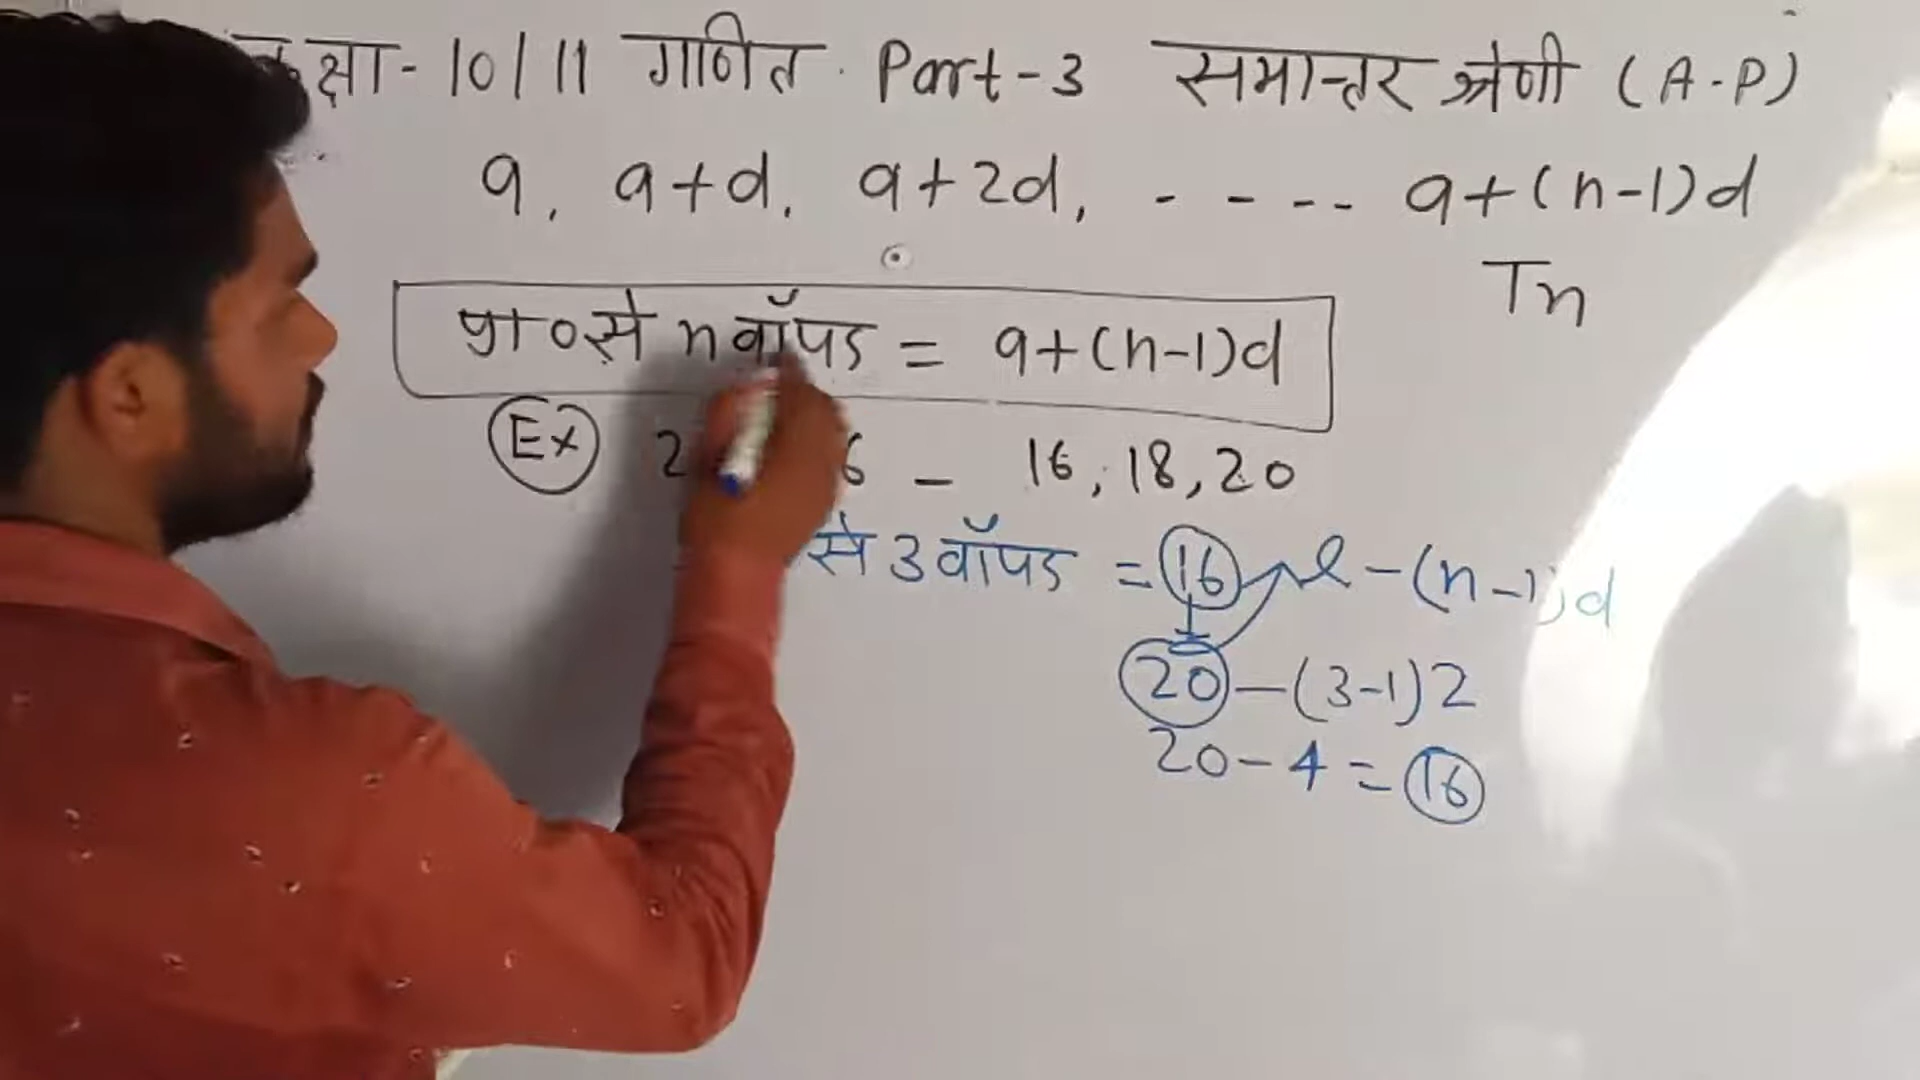 कक्षा - 10/11 गणित Part-3 समान्तर श्रेणी (A.P)
a, a+d, a+2d, - - - - - a+(n-1)d
Tn
प्रा० से n वाँ पद = a+(n-1)d
Ex 2 6 - 16, 18, 20
से 3 वाँ पद = 16 l-(n-1)d
20-(3-1)2
20-4=16